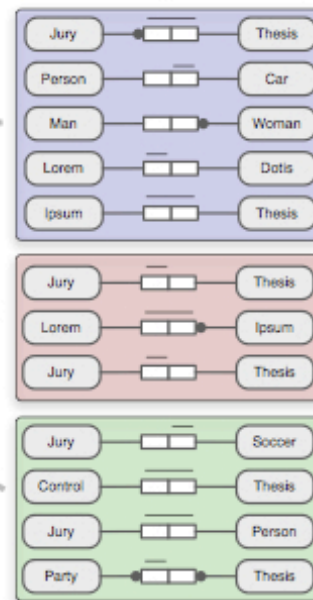 Jury Thesis
Person Car
Man Woman
Lorem Dotis
Ipsum Thesis
Jury Thesis
Lorem Ipsum
Jury Thesis
Jury Soccer
Control Thesis
Jury Person
Party Thesis